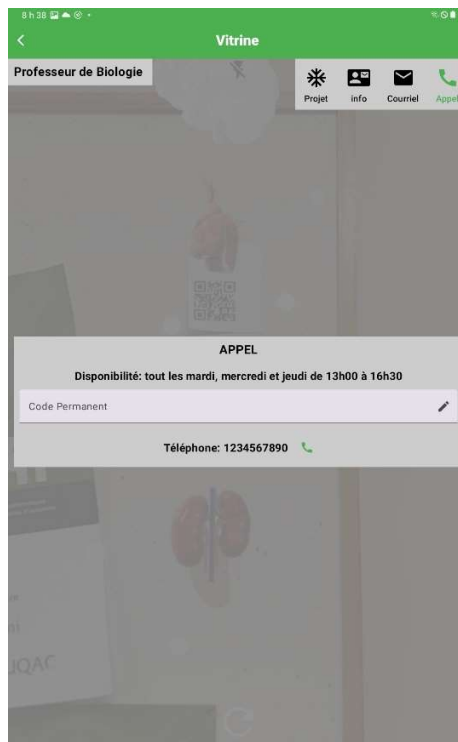 8 h 38
Vitrine
Professeur de Biologie
Projet
info
Courriel
Appel
APPEL
Disponibilité: tout les mardi, mercredi et jeudi de 13h00 à 16h30
Code Permanent
Téléphone: 1234567890
UQAC